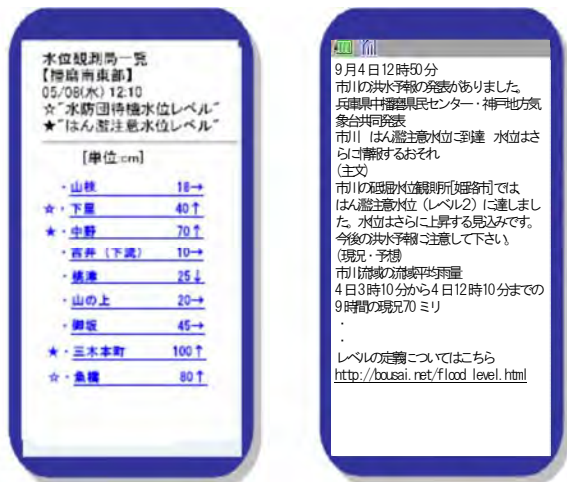 水位観測局一覧
【播磨南東部】
05/08(水) 12:10
☆"水防団待機水位レベル"
★"はん濫注意水位レベル"
[単位:cm]
・山枝 18→
☆・下里 40↑
★・中野 70↑
・吉井(下流) 10→
・横津 25↓
・山の上 20→
・御坂 45→
★・三木本町 100↑
☆・魚橋 80↑
9月4日12時50分
市川の洪水予報の発表がありました。
兵庫県中播磨県民センター・神戸地方気
象台共同発表
市川 はん濫注意水位に到達 水位はさ
らに情報するおそれ
(主文)
市川の砥堀水位観測所[姫路市]では、
はん濫注意水位(レベル2)に達しまし
た。水位はさらに上昇する見込みです。
今後の洪水予報に注意して下さい。
(現況・予想)
市川流域の流域平均雨量
4日3時10分から4日12時10分までの
9時間の現況70ミリ
・
・
レベルの定義についてはこちら
http://bousai.net/flood level.html